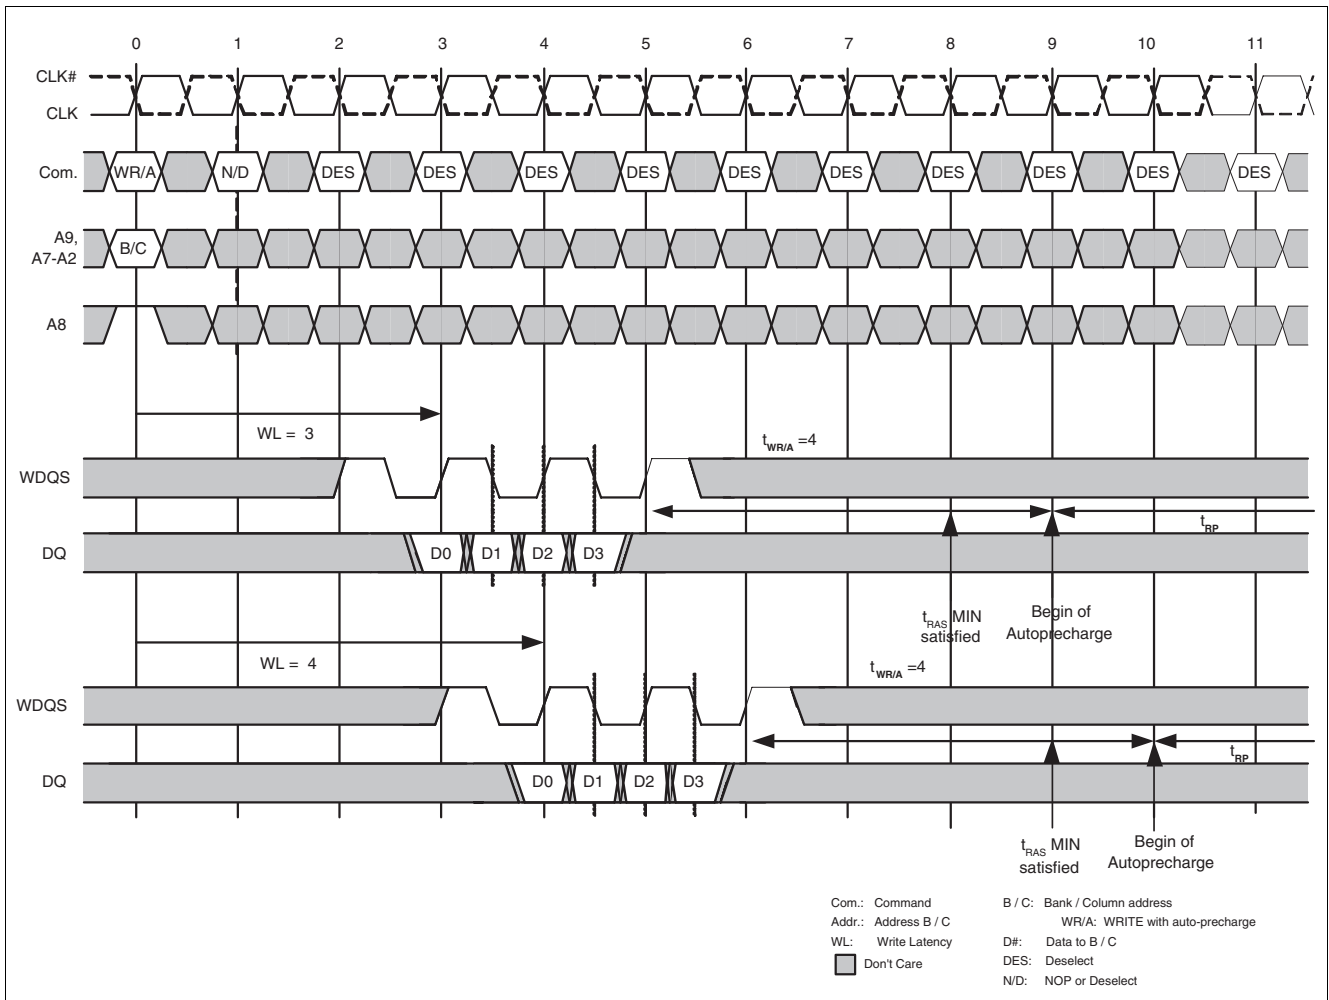 0 1 2 3 4 5 6 7 8 9 10 11
CLK#
CLK
Com. WR/A N/D DES DES DES DES DES DES DES DES DES DES
A9,
A7-A2
B/C
A8
WL = 3
tWR/A =4
WDQS
tRP
DQ D0 D1 D2 D3
tRAS MIN
satisfied
Begin of
Autoprecharge
WL = 4
tWR/A =4
WDQS
tRP
DQ D0 D1 D2 D3
tRAS MIN
satisfied
Begin of
Autoprecharge
Com.: Command
Addr.: Address B / C
WL: Write Latency
Don't Care
B / C: Bank / Column address
WR/A: WRITE with auto-precharge
D#: Data to B / C
DES: Deselect
N/D: NOP or Deselect